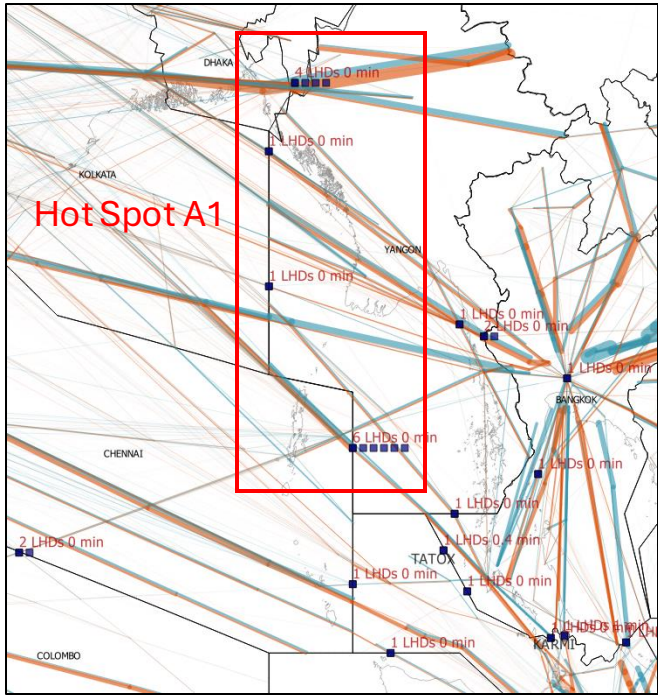 DHAKA
4 LHDs 0 min
1 LHDs 0 min
KOLKATA
Hot Spot A1
YANGON
1 LHDs 0 min
1 LHDs 0 min
2 LHDs 0 min
1 LHDs 0 min
BANGKOK
6 LHDs 0 min
CHENNAI
1 LHDs 0 min
1 LHDs 0 min
1 LHDs 0.4 min
2 LHDs 0 min
TATOX
1 LHDs 0 min
1 LHDs 0 min
1 LHDs 0 min
KARMI
COLOMBO